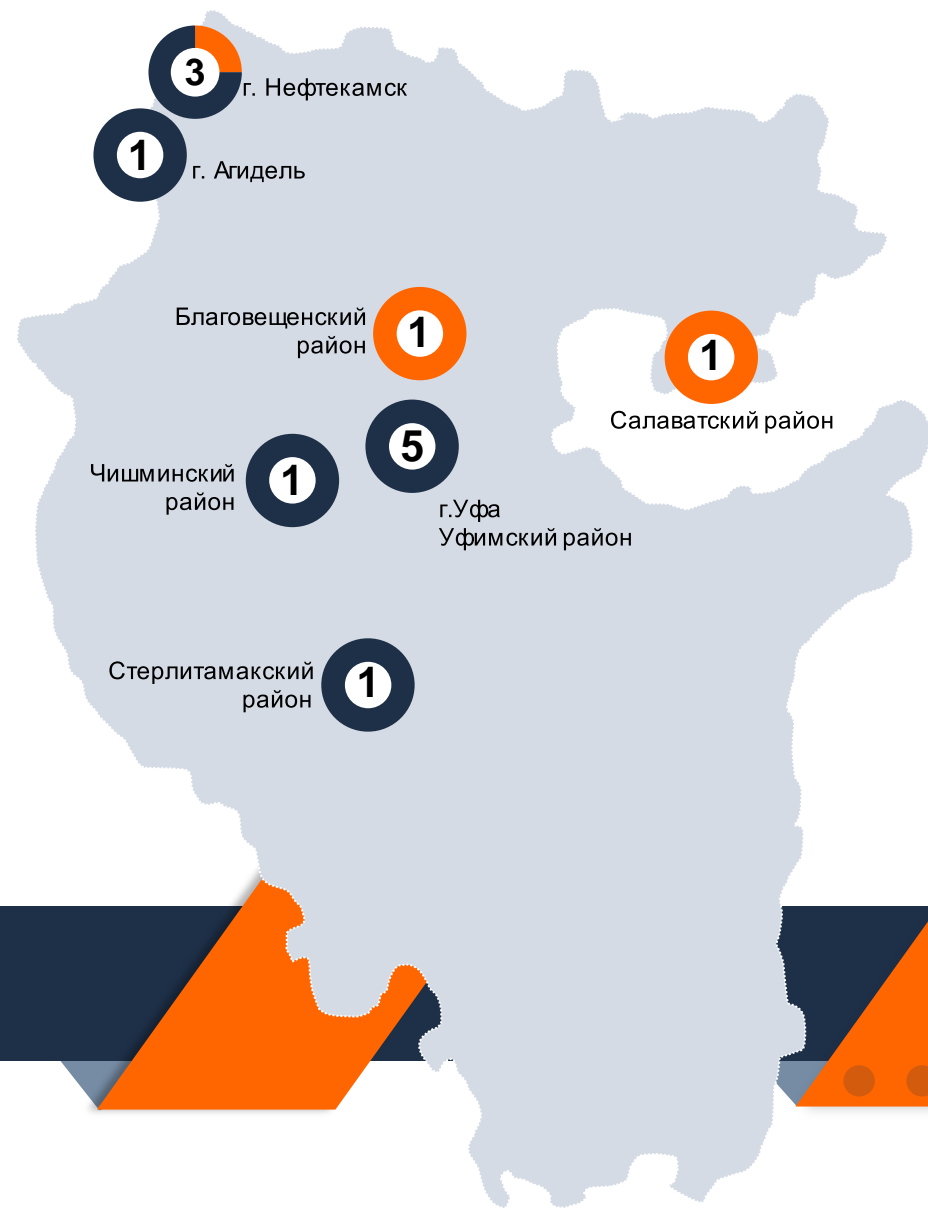 3
г. Нефтекамск
1
г. Агидель
Благовещенский
район
1
1
Салаватский район
5
г.Уфа
Уфимский район
Чишминский
район
1
Стерлитамакский
район
1